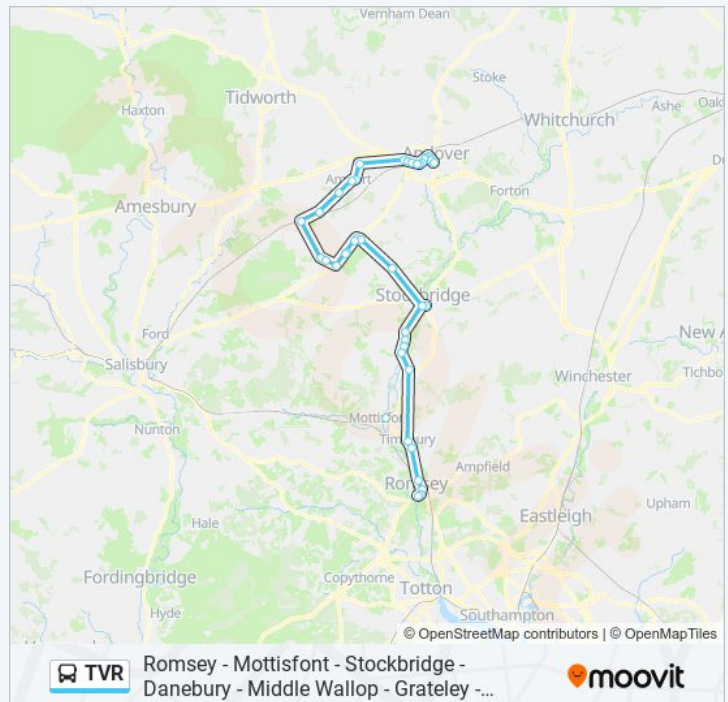 Vernham Dean
Stoke
Tidworth
Whitchurch
Ashe
Oak
Haxton
Andover
Amport
Forton
Amesbury
Stockbridge
Ford
New A
Salisbury
Winchester
Tichbo
Mottisfont
Nunton
Timsbury
Ampfield
Romsey
Upham
Hale
Eastleigh
Fordingbridge
Copythorne
Totton
Hyde
Southampton
© OpenStreetMap contributors | © OpenMapTiles
TVR
Romsey - Mottisfont - Stockbridge -
Danebury - Middle Wallop - Grateley -...
moovit